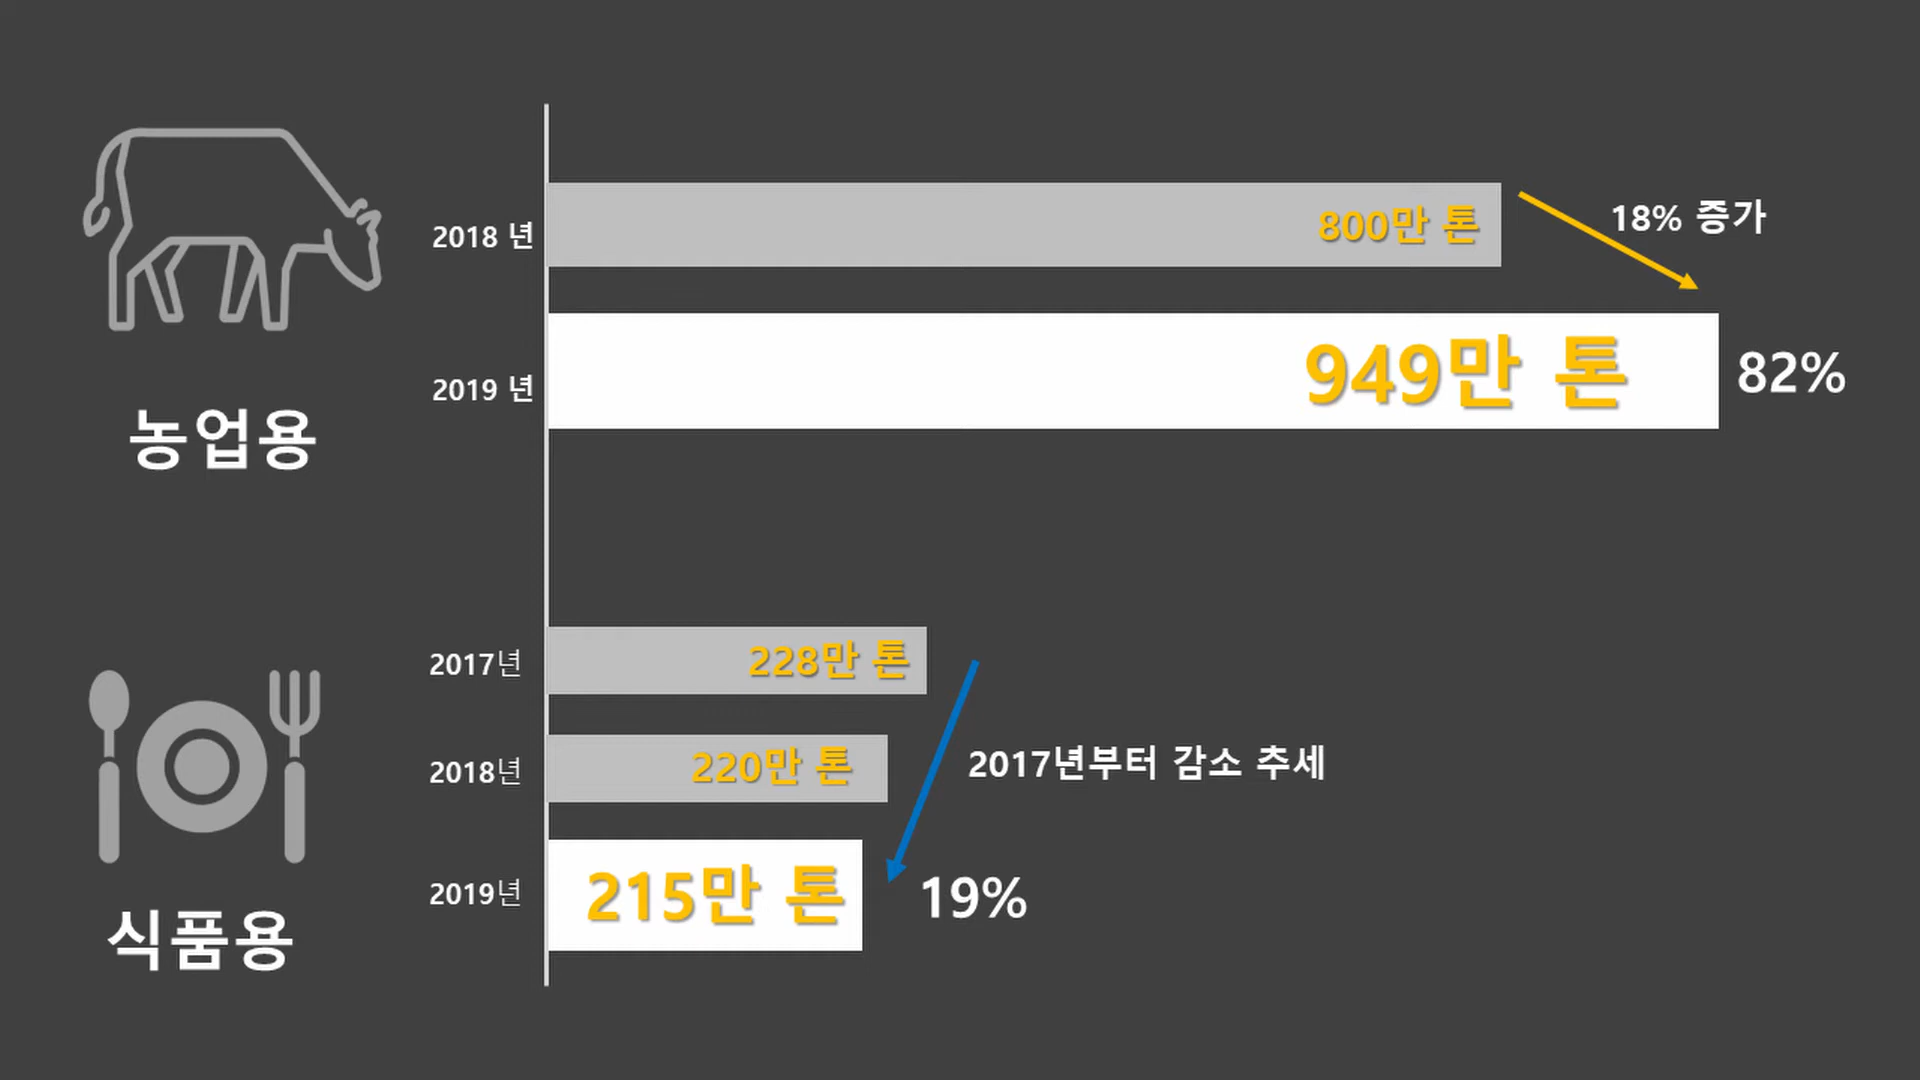 2018 년
800만 톤
18% 증가
2019 년
949만 톤
82%
농업용
2017년
228만 톤
2018년
220만 톤
2017년부터 감소 추세
2019년
215만 톤
19%
식품용